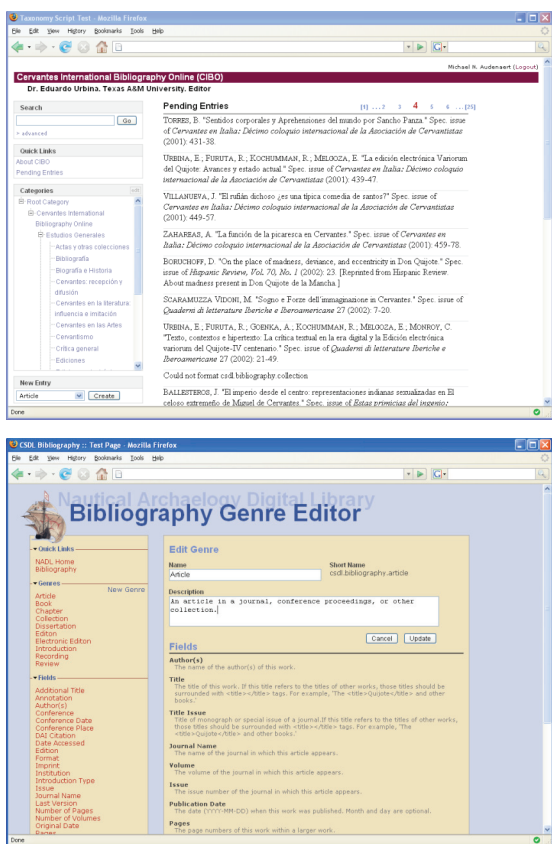 Taxonomy Script Test - Mozilla Firefox
File Edit View History Bookmarks Tools Help
G
Michael N. Audenaert (Logout)
Cervantes International Bibliography Online (CIBO)
Dr. Eduardo Urbina. Texas A&M University, Editor
Search
Go
+ advanced
Quick Links
About CIBO
Pending Entries
Categories
edit
Root Category
Cervantes International
Bibliography Online
Estudios Generales
Actas y otras colecciones
Bibliografía
Biografía e Historia
Cervantes: recepción y
difusión
Cervantes en la literatura
influencia e Imitación
Cervantes en las Artes
Cervantismo
Crítica general
Ediciones
New Entry
Article
Create
Pending Entries
[1] ... 2 3 4 5 6 ... [25]
TORRES, B. "Sentidos corporales y Aprehensiones del mundo por Sancho Panza." Spec. issue
of Cervantes en Italia: Décimo coloquio internacional de la Asociación de Cervantistas
(2001): 431-38.
URBINA, E.; FURUTA, R.; KOCHUMMAN, R.; MELGOZA, E. "La edición electrónica Variorum
del Quijote: Avances y estado actual." Spec. issue of Cervantes en Italia: Décimo coloquio
internacional de la Asociación de Cervantistas (2001): 439-47.
VILLANUEVA, J. "El rufián dichoso ¿es una típica comedia de santos?" Spec. issue of
Cervantes en Italia: Décimo coloquio internacional de la Asociación de Cervantistas
(2001): 449-57.
ZAHAREAS, A. "La función de la picaresca en Cervantes." Spec. issue of Cervantes en
Italia: Décimo coloquio internacional de la Asociación de Cervantistas (2001): 459-78.
BORUCHOFF, D. "On the place of madness, deviance, and eccentricity in Don Quijote." Spec.
issue of Hispanic Review, Vol. 70, No. 1 (2002): 23. [Reprinted from Hispanic Review.
About madness present in Don Quijote de la Mancha.]
SCARAMUZZA VIDONI, M. "Sogno e Forze dell'immaginazione in Cervantes." Spec. issue of
Quaderni di letterature Iberiche e Iberoamericane 27 (2002): 7-20.
URBINA, E.; FURUTA, R.; GOENKA, A.; KOCHUMMAN, R.; MELGOZA, E.; MONROY, C.
"Texto, contextos e hipertexto: La crítica textual en la era digital y la Edición electrónica
variorum del Quijote-IV centenario." Spec. issue of Quaderni di letterature Iberiche e
Iberoamericane 27 (2002): 21-49.
Could not format csdl.bibliography.collection
BALLESTEROS, J. "El imperio desde el centro: representaciones indianas sexualizadas en El
celoso extremeño de Miguel de Cervantes." Spec. issue of Estas primicias del ingenio:
Done
CSDL Bibliography :: Test Page - Mozilla Firefox
File Edit View History Bookmarks Tools Help
G
Nautical Archaelogy Digital Library
Bibliography Genre Editor
Quick Links
NADL Home
Bibliography
Genres
New Genre
Article
Book
Chapter
Collection
Dissertation
Editon
Electronic Editon
Introduction
Recording
Review
Fields
Additional Title
Annotation
Author(s)
Conference
Conference Date
Conference Place
DAI Citation
Date Accessed
Edition
Format
Imprint
Institution
Introduction Type
Issue
Journal Name
Last Version
Number of Pages
Number of Volumes
Original Date
Pages
Edit Genre
Name Short Name
Article csdl.bibliography.article
Description
An article in a journal, conference proceedings, or other
collection.
Cancel Update
Fields
Author(s)
The name of the author(s) of this work.
Title
The title of this work. If this title refers to the titles of other works, those titles should be
surrounded with <title></title> tags. For example, 'The <title>Quijote</title> and other
books.'
Title Issue
Title of monograph or special issue of a journal.If this title refers to the titles of other works,
those titles should be surrounded with <title></title> tags. For example, 'The
<title>Quijote</title> and other books.'
Journal Name
The name of the journal in which this article appears.
Volume
The volume of the journal in which this article appears.
Issue
The issue number of the journal in which this article appears.
Publication Date
The date (YYYY-MM-DD) when this work was published. Month and day are optional.
Pages
The page numbers of this work within a larger work.
Done